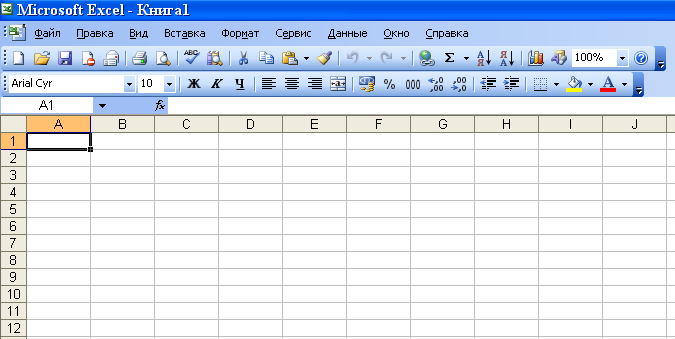 Microsoft Excel - Книга1
Файл Правка Вид Вставка Формат Сервис Данные Окно Справка
ABC Σ А Я Я А 100% ?
Arial Cyr 10 Ж К Ч % 000 ,00 ,0 А
A1 fx
A B C D E F G H I J
1
2
3
4
5
6
7
8
9
10
11
12